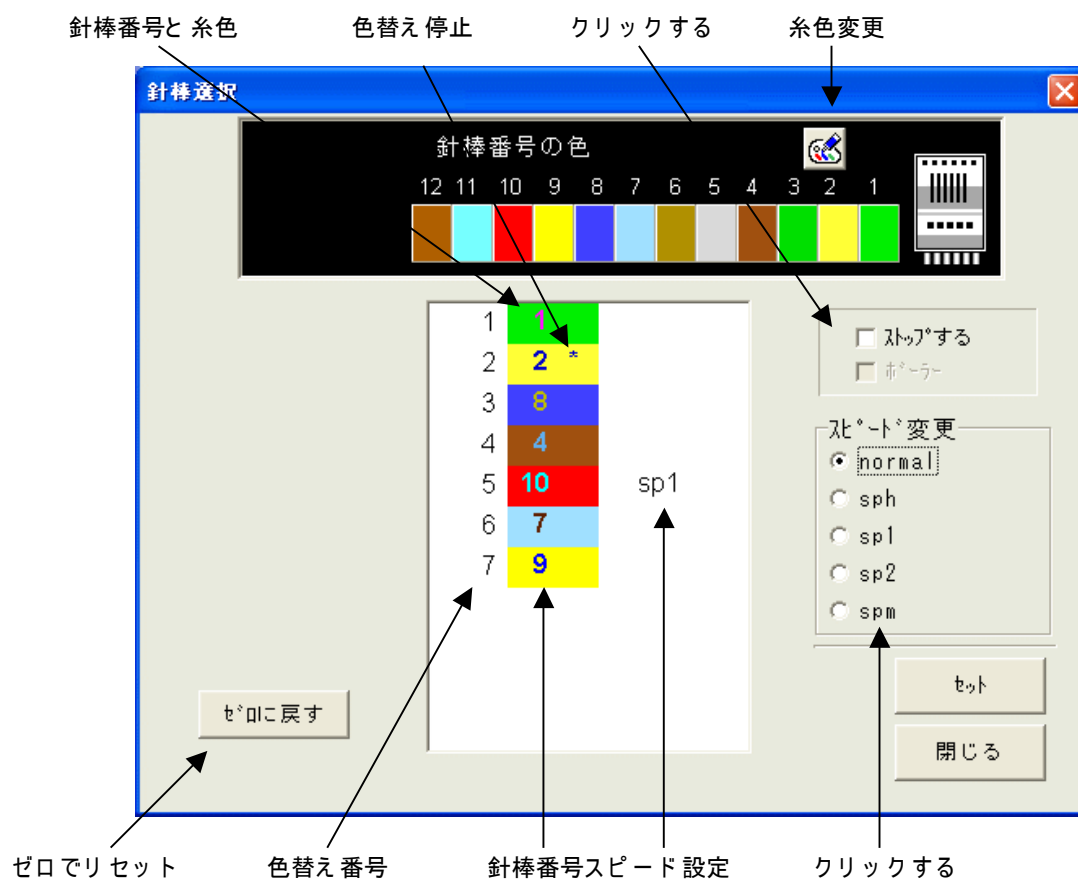 針棒番号と糸色 色替え停止 クリックする 糸色変更
針棒選択
針棒番号の色
12 11 10 9 8 7 6 5 4 3 2 1
1 1
2 2 *
3 8
4 4
5 10 sp1
6 7
7 9
ｽﾄｯﾌﾟする
ﾎﾞｰﾗｰ
ｽﾋﾟｰﾄﾞ変更
normal
sph
sp1
sp2
spm
ｾﾞﾛに戻す
ｾｯﾄ
閉じる
ゼロでリセット 色替え番号 針棒番号スピード設定 クリックする